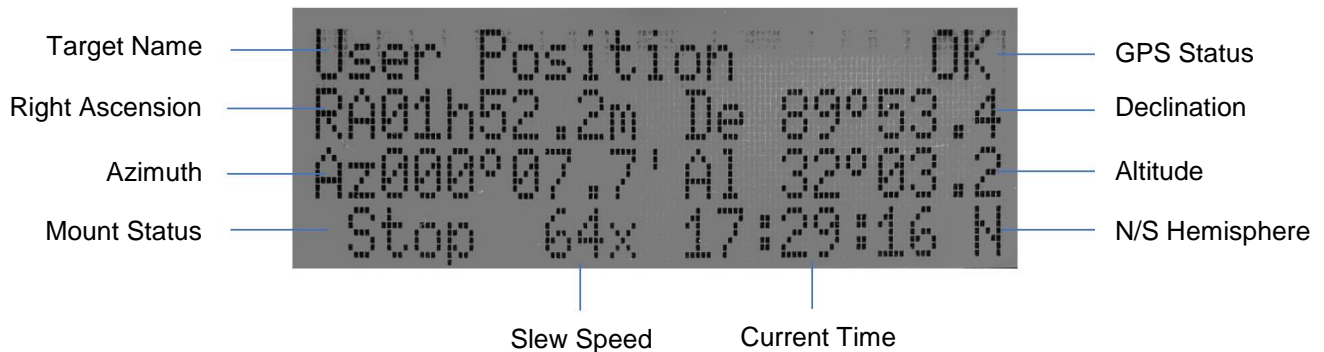 Target Name User Position OK GPS Status
Right Ascension RA01h52.2m De 89°53.4 Declination
Azimuth Az000°07.7' Al 32°03.2 Altitude
Mount Status Stop 64x 17:29:16 N N/S Hemisphere
Slew Speed Current Time